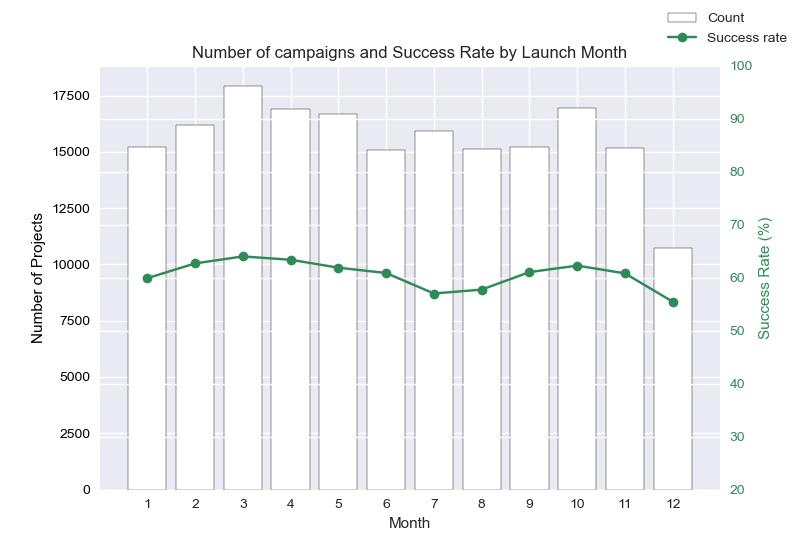 Count
Success rate
Number of campaigns and Success Rate by Launch Month
100
90
80
70
60
50
40
30
20
Success Rate (%)
17500
15000
12500
10000
7500
5000
2500
0
Number of Projects
1 2 3 4 5 6 7 8 9 10 11 12
Month